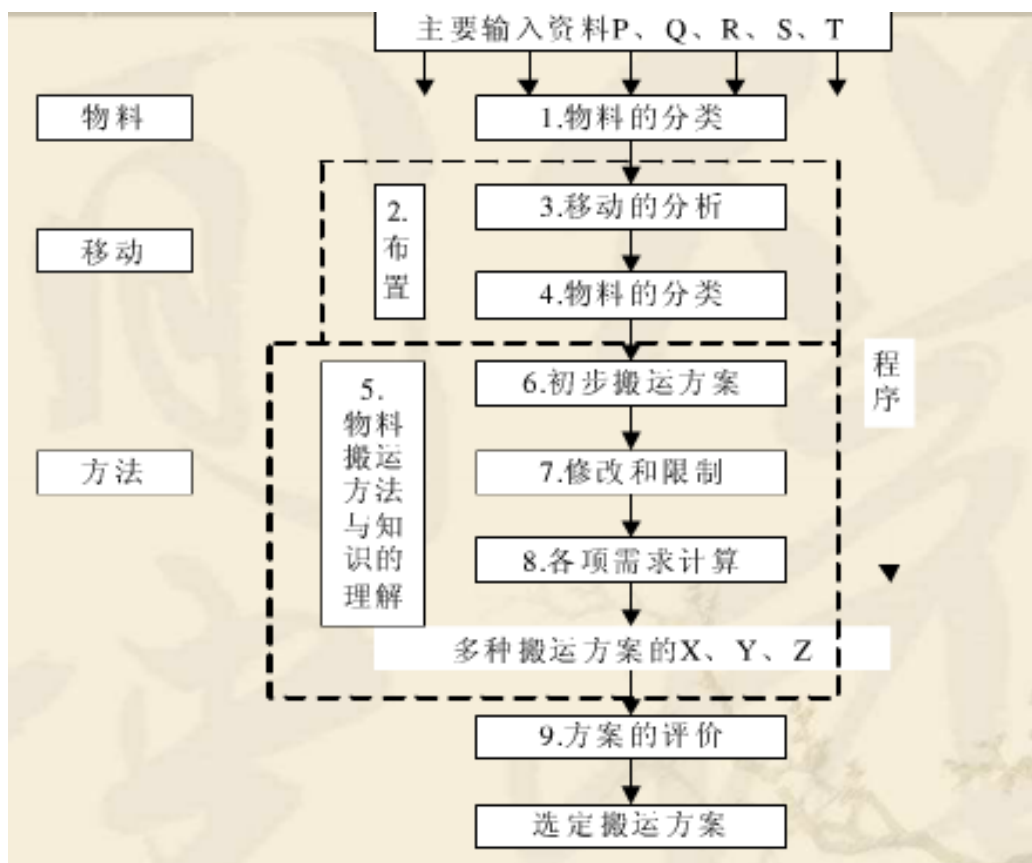 主要输入资料P、Q、R、S、T
物料
1.物料的分类
2.
布
置
3.移动的分析
移动
4.物料的分类
程
序
5.
物料
搬运
方法
与知
识的
理解
6.初步搬运方案
方法
7.修改和限制
8.各项需求计算
多种搬运方案的X、Y、Z
9.方案的评价
选定搬运方案